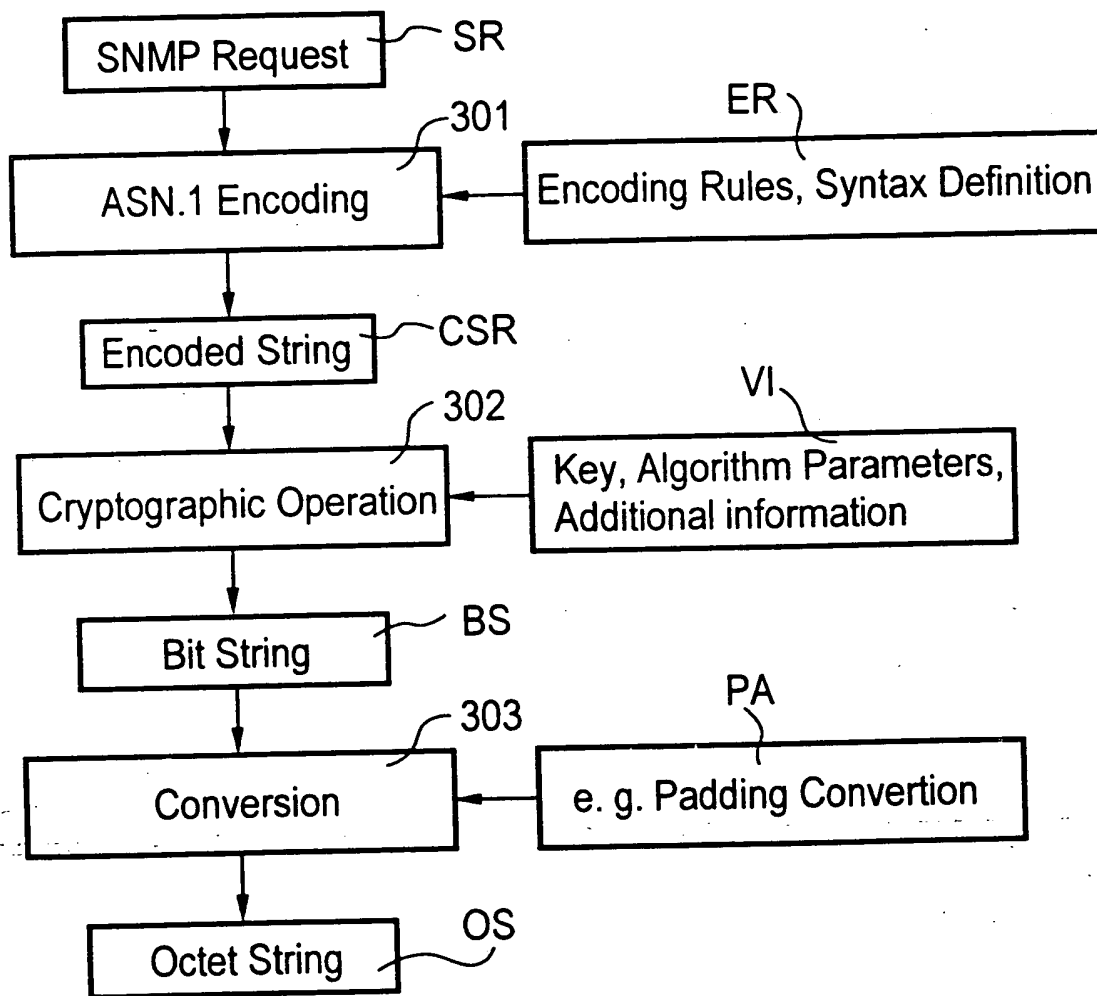 SNMP Request
SR
301
ER
ASN.1 Encoding
Encoding Rules, Syntax Definition
Encoded String
CSR
302
VI
Cryptographic Operation
Key, Algorithm Parameters,
Additional information
Bit String
BS
303
PA
Conversion
e. g. Padding Convertion
Octet String
OS